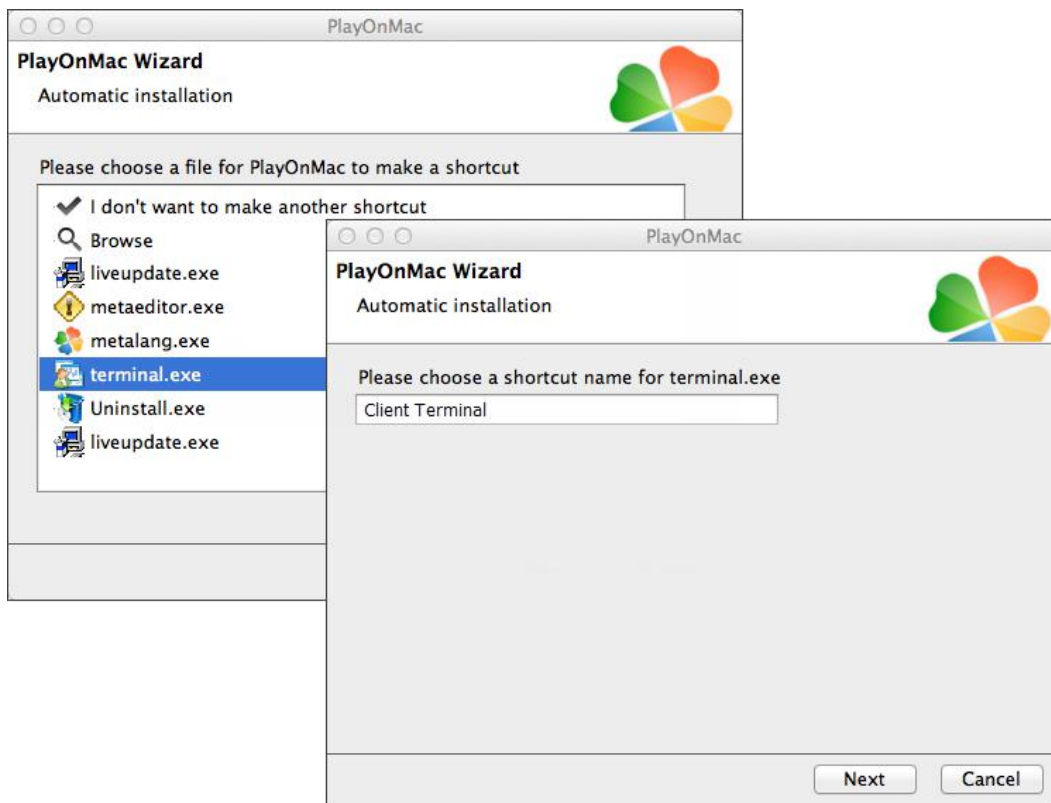 PlayOnMac
PlayOnMac Wizard
Automatic installation
Please choose a file for PlayOnMac to make a shortcut
I don't want to make another shortcut
Browse
liveupdate.exe
metaeditor.exe
metalang.exe
terminal.exe
Uninstall.exe
liveupdate.exe
PlayOnMac
PlayOnMac Wizard
Automatic installation
Please choose a shortcut name for terminal.exe
Client Terminal
Next
Cancel